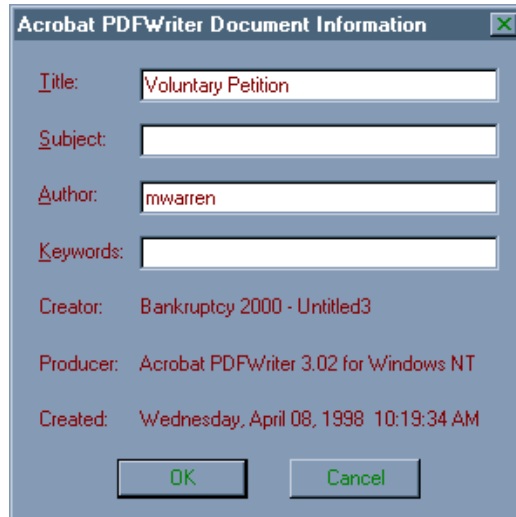 Acrobat PDFWriter Document Information
Title: Voluntary Petition
Subject:
Author: mwarren
Keywords:
Creator: Bankruptcy 2000 - Untitled3
Producer: Acrobat PDFWriter 3.02 for Windows NT
Created: Wednesday, April 08, 1998 10:19:34 AM
OK Cancel